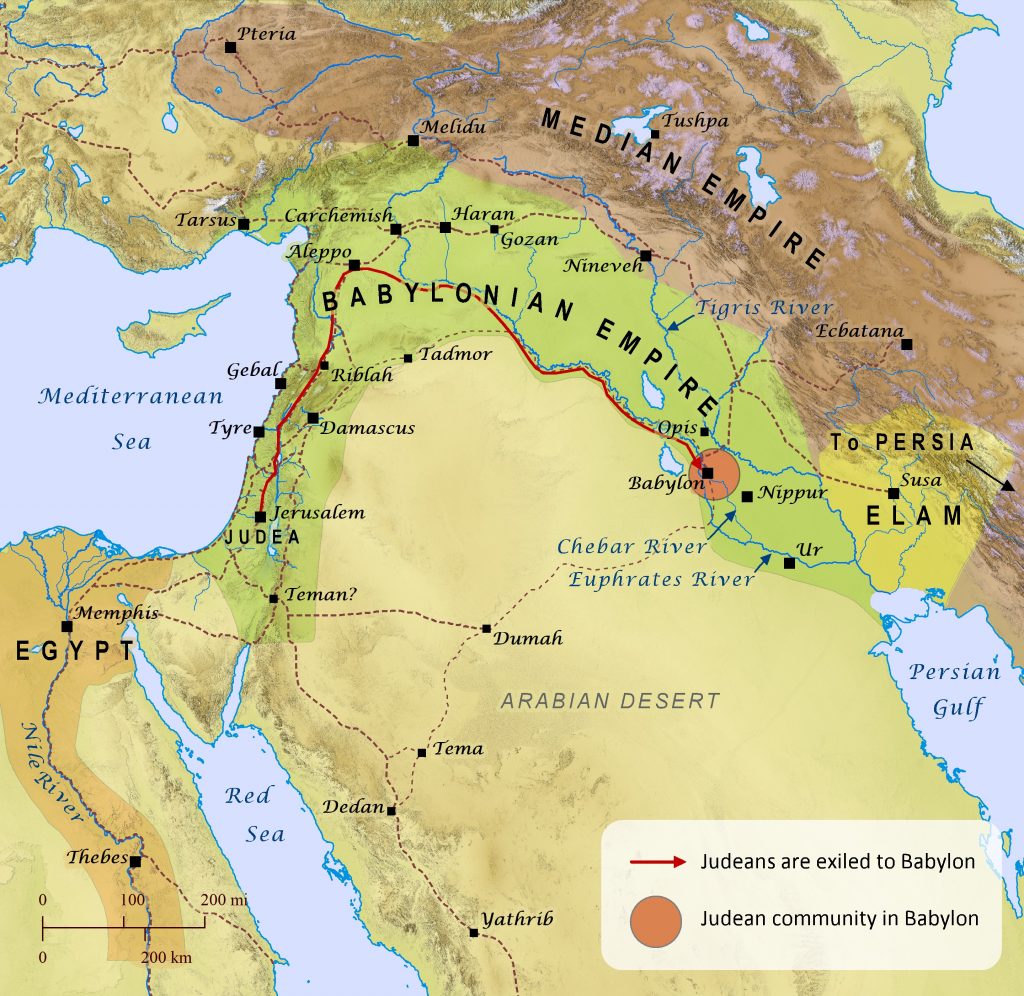 Pteria
Melidu
Tushpa
MEDIAN EMPIRE
Tarsus
Carchemish
Haran
Gozan
Aleppo
Nineveh
BABYLONIAN EMPIRE
Tigris River
Ecbatana
Gebal
Riblah
Tadmor
Mediterranean
Sea
Tyre
Damascus
Opis
To PERSIA
Babylon
Nippur
Susa
ELAM
Jerusalem
JUDEA
Chebar River
Ur
Euphrates River
Teman?
Memphis
EGYPT
Dumah
Persian
Gulf
ARABIAN DESERT
Nile River
Tema
Red
Sea
Dedan
Thebes
Yathrib
0 100 200 mi
0 200 km
Judeans are exiled to Babylon
Judean community in Babylon